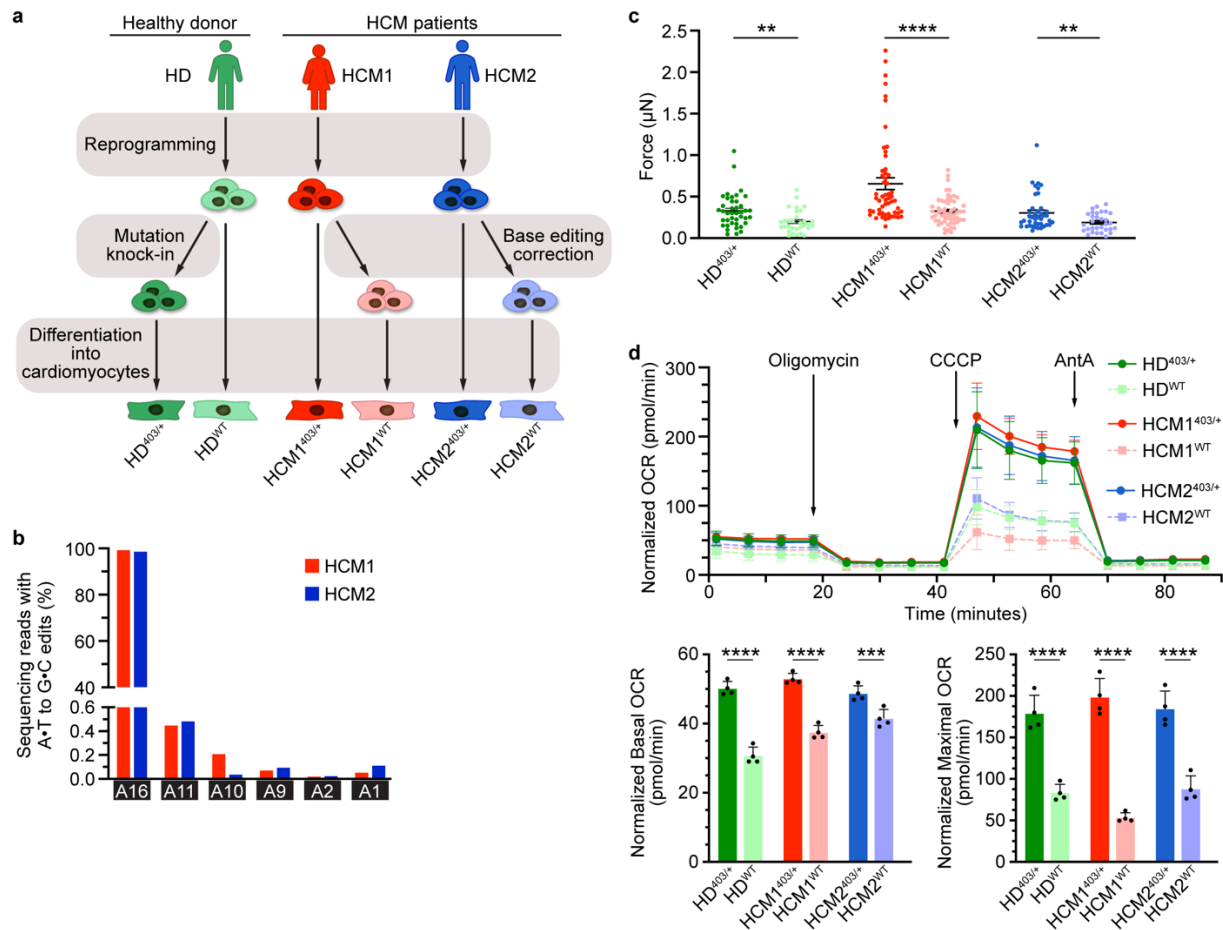 a
Healthy donor
HCM patients
HD
HCM1
HCM2
Reprogramming
Mutation
knock-in
Base editing
correction
Differentiation
into
cardiomyocytes
HD403/+
HDWT
HCM1403/+
HCM1WT
HCM2403/+
HCM2WT
b
Sequencing reads with
A•T to G•C edits (%)
100
80
60
40
0.6
0.4
0.2
0.0
HCM1
HCM2
A16 A11 A10 A9 A2 A1
c
Force (µN)
2.5
2.0
1.5
1.0
0.5
0.0
** **** **
HD403/+
HDWT
HCM1403/+
HCM1WT
HCM2403/+
HCM2WT
d
Oligomycin
CCCP
AntA
Normalized OCR
(pmol/min)
300
250
200
150
100
50
0
0 20 40 60 80
Time (minutes)
HD403/+
HDWT
HCM1403/+
HCM1WT
HCM2403/+
HCM2WT
Normalized Basal OCR
(pmol/min)
60
40
20
0
**** **** ***
HD403/+
HDWT
HCM1403/+
HCM1WT
HCM2403/+
HCM2WT
Normalized Maximal OCR
(pmol/min)
250
200
150
100
50
0
**** **** ****
HD403/+
HDWT
HCM1403/+
HCM1WT
HCM2403/+
HCM2WT